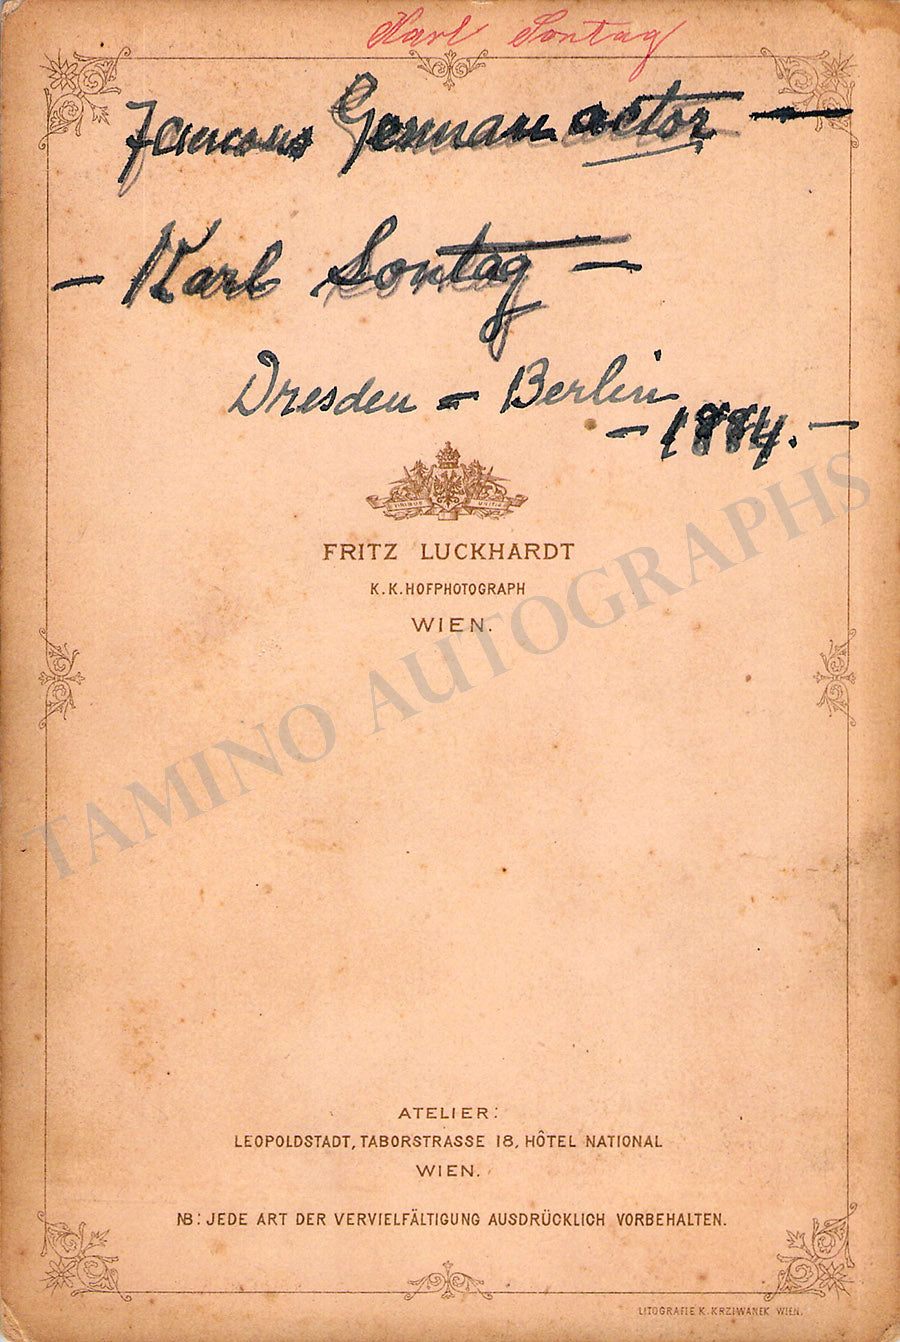 Karl Sontag
Famous German actor —
— Karl Sontag —
Dresden = Berlin
— 1884. —
FRITZ LUCKHARDT
K. K. HOFPHOTOGRAPH
WIEN.
TAMINO AUTOGRAPHS
ATELIER:
LEOPOLDSTADT, TABORSTRASSE 18, HÔTEL NATIONAL
WIEN.
NB: JEDE ART DER VERVIELFÄLTIGUNG AUSDRÜCKLICH VORBEHALTEN.
LITOGRAFIE K. KRZIWANEK WIEN.